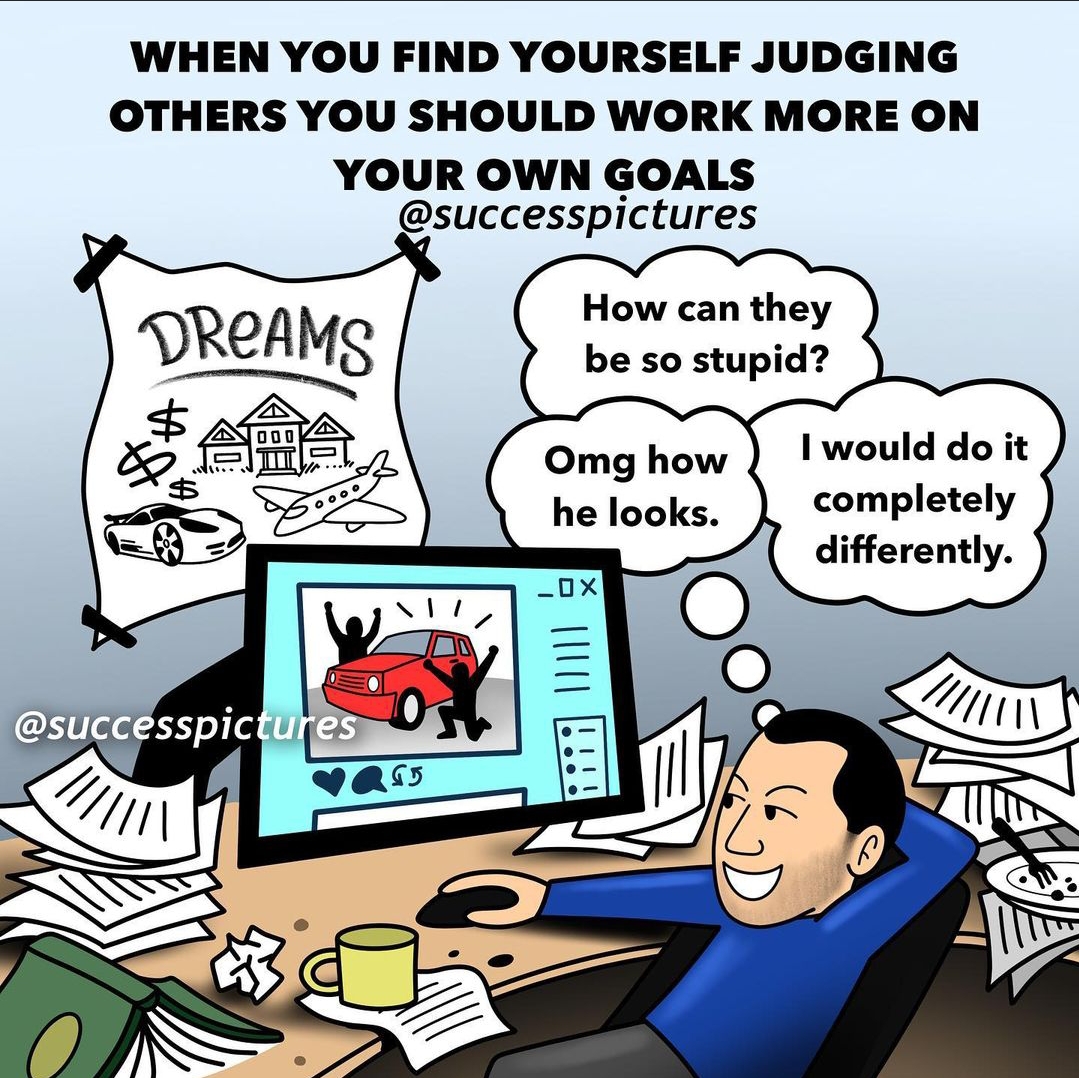 WHEN YOU FIND YOURSELF JUDGING
OTHERS YOU SHOULD WORK MORE ON
YOUR OWN GOALS
@successpictures
DREAMS
$
$
$
How can they
be so stupid?
Omg how
he looks.
I would do it
completely
differently.
@successpictures